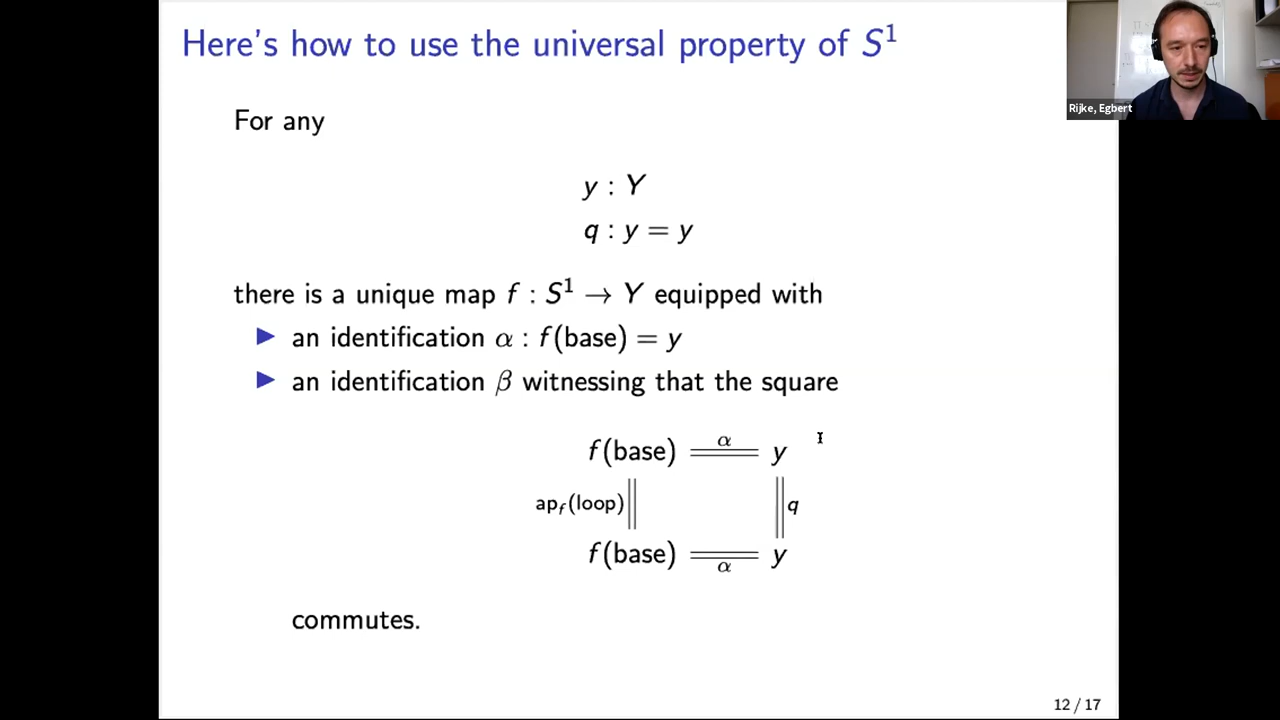 Here's how to use the universal property of S¹
Rijke, Egbert
For any
y : Y
q : y = y
there is a unique map f : S¹ → Y equipped with
▶ an identification α : f(base) = y
▶ an identification β witnessing that the square
f(base) α y
ap_f(loop) q
f(base) α y
commutes.
12 / 17